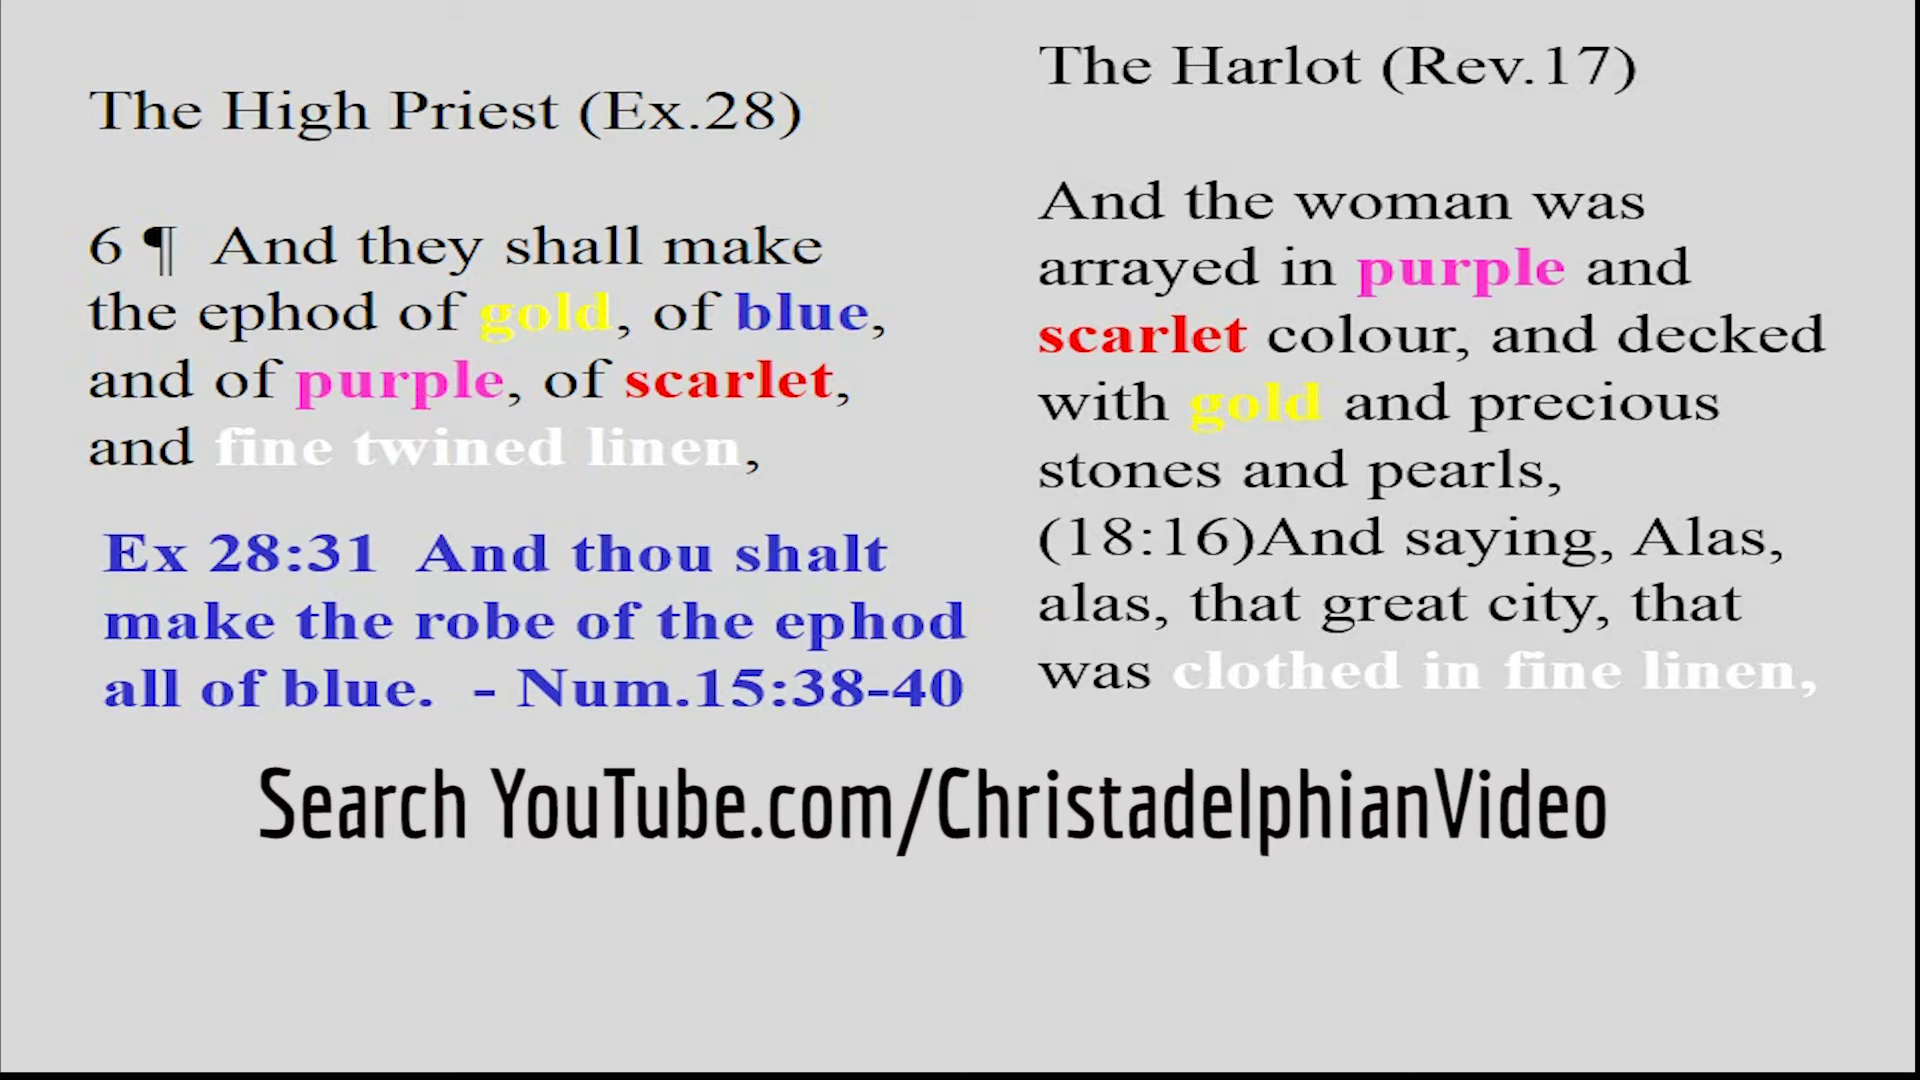 The High Priest (Ex.28)
6 ¶ And they shall make
the ephod of gold, of blue,
and of purple, of scarlet,
and fine twined linen,
Ex 28:31 And thou shalt
make the robe of the ephod
all of blue. - Num.15:38-40
The Harlot (Rev.17)
And the woman was
arrayed in purple and
scarlet colour, and decked
with gold and precious
stones and pearls,
(18:16)And saying, Alas,
alas, that great city, that
was clothed in fine linen,
Search YouTube.com/ChristadelphianVideo